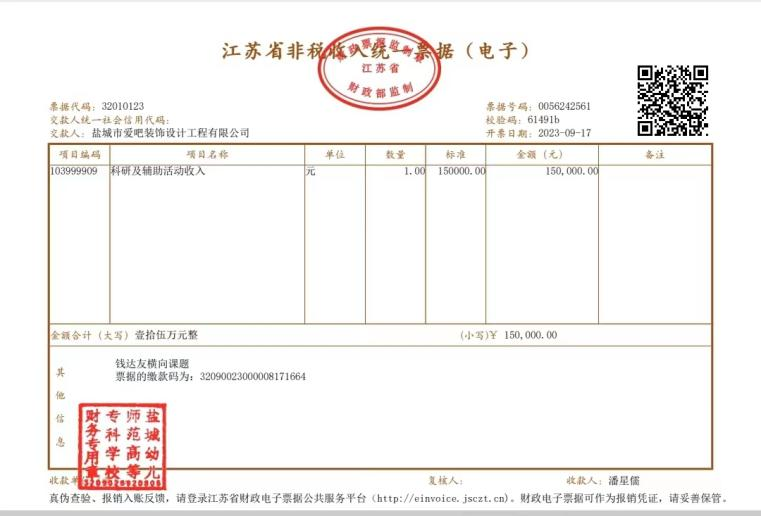 江苏省非税收入统一票据（电子）
财政票据监制章
江苏省
财政部监制
票据代码：32010123
票据号码：0056242561
交款人统一社会信用代码：
校验码：61491b
交款人：盐城市爱吧装饰设计工程有限公司
开票日期：2023-09-17
项目编码 项目名称 单位 数量 标准 金额（元） 备注
103999909 科研及辅助活动收入 元 1.00 150000.00 150,000.00
金额合计（大写）壹拾伍万元整 （小写)¥ 150,000.00
其他信息
钱达友横向课题
票据的缴款码为：32090023000008171664
盐城幼儿
师范高等
专科学校
财务专用章
收款单 复核人： 收款人：潘星儒
真伪查验、报销入账反馈，请登录江苏省财政电子票据公共服务平台（http://einvoice.jsczt.cn)。财政电子票据可作为报销凭证，请妥善保管。